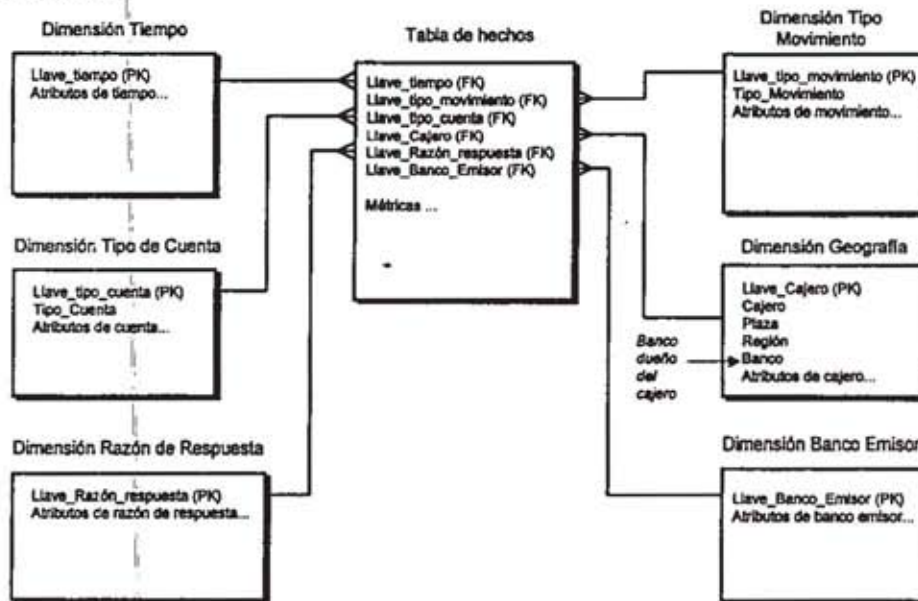 Dimensión Tiempo
Llave_tiempo (PK)
Atributos de tiempo...
Tabla de hechos
Llave_tiempo (FK)
Llave_tipo_movimiento (FK)
Llave_tipo_cuenta (FK)
Llave_Cajero (FK)
Llave_Razón_respuesta (FK)
Llave_Banco_Emisor (FK)
Métricas ...
Dimensión Tipo
Movimiento
Llave_tipo_movimiento (PK)
Tipo_Movimiento
Atributos de movimiento...
Dimensión Tipo de Cuenta
Llave_tipo_cuenta (PK)
Tipo_Cuenta
Atributos de cuenta...
Dimensión Geografía
Llave_Cajero (PK)
Cajero
Plaza
Región
Banco
Atributos de cajero...
Banco
dueño
del
cajero
Dimensión Razón de Respuesta
Llave_Razón_respuesta (PK)
Atributos de razón de respuesta...
Dimensión Banco Emisor
Llave_Banco_Emisor (PK)
Atributos de banco emisor...